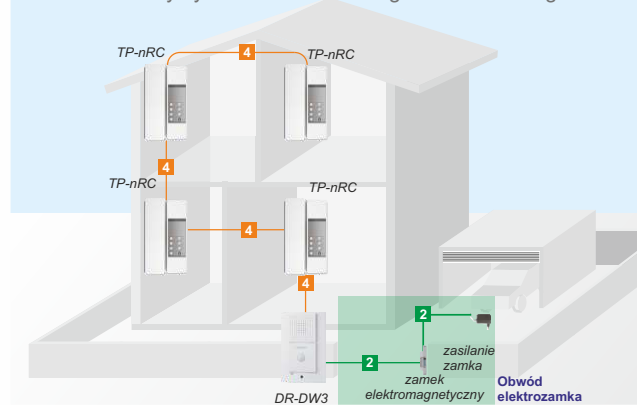 TP-nRC
4
TP-nRC
4
TP-nRC
TP-nRC
4
4
2
2
zasilanie
zamka
zamek
elektromagnetyczny
Obwód
elektrozamka
DR-DW3